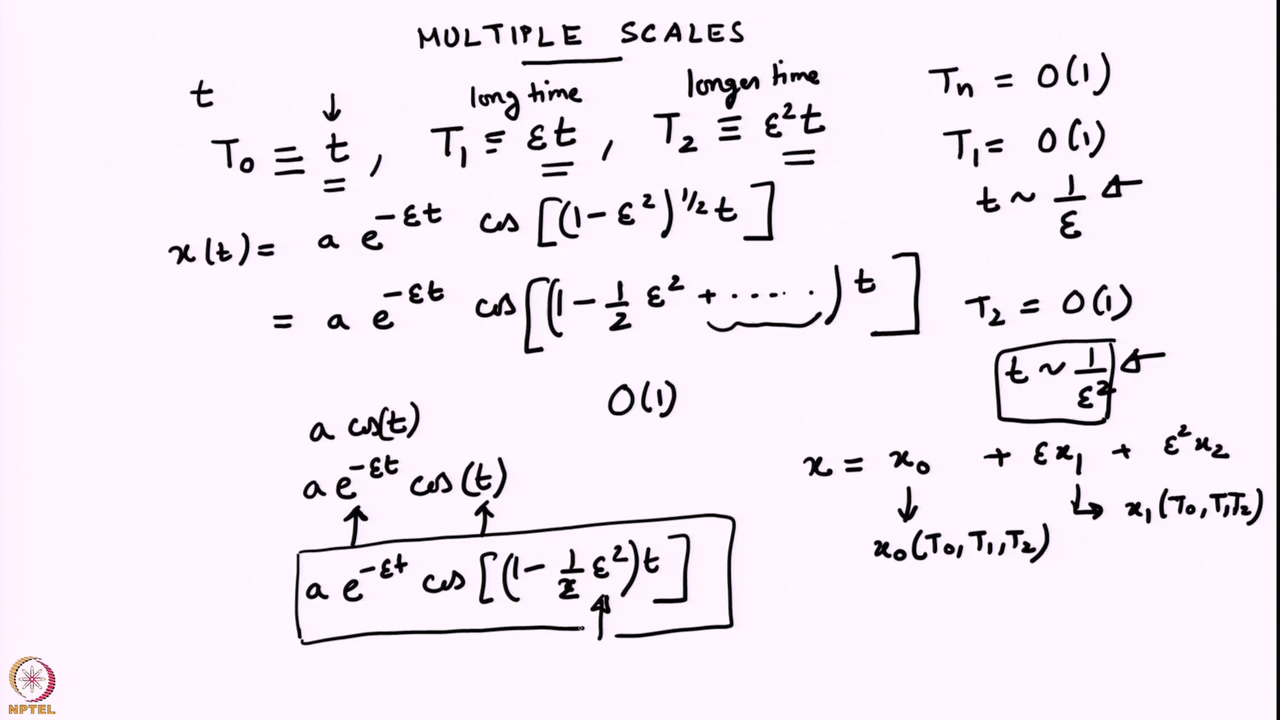 MULTIPLE SCALES
t
long time
longer time
T₀ ≡ t , T₁ ≡ εt , T₂ ≡ ε²t
x(t) = a e^{-εt} cos [(1-ε²)^{1/2} t]
= a e^{-εt} cos [(1 - 1/2 ε² + ......) t]
O(1)
a cos(t)
a e^{-εt} cos(t)
a e^{-εt} cos [(1 - 1/2 ε²) t]
Tn = O(1)
T₁ = O(1)
t ~ 1/ε
T₂ = O(1)
t ~ 1/ε²
x = x₀ + εx₁ + ε²x₂
x₁(T₀,T₁,T₂)
x₀(T₀,T₁,T₂)
NPTEL